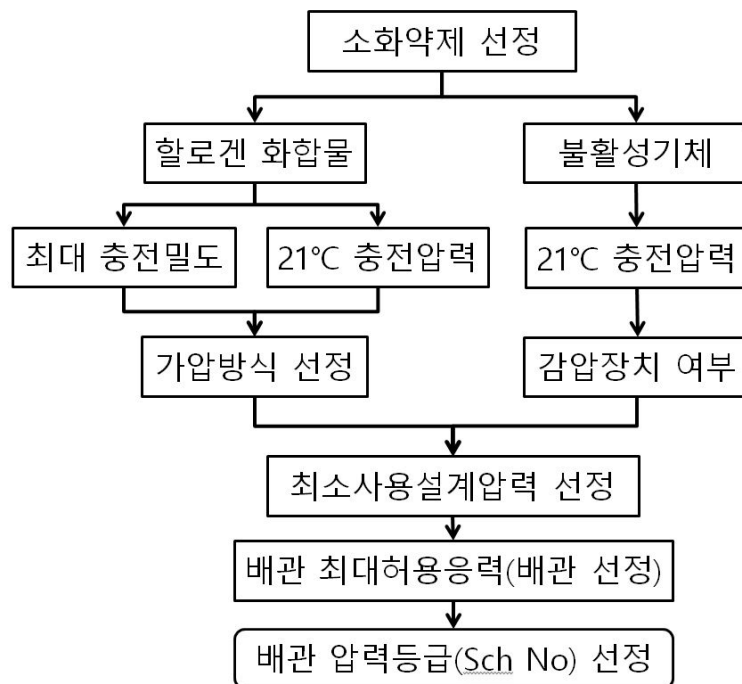 소화약제 선정
할로겐 화합물
불활성기체
최대 충전밀도
21℃ 충전압력
21℃ 충전압력
가압방식 선정
감압장치 여부
최소사용설계압력 선정
배관 최대허용응력(배관 선정)
배관 압력등급(Sch No) 선정